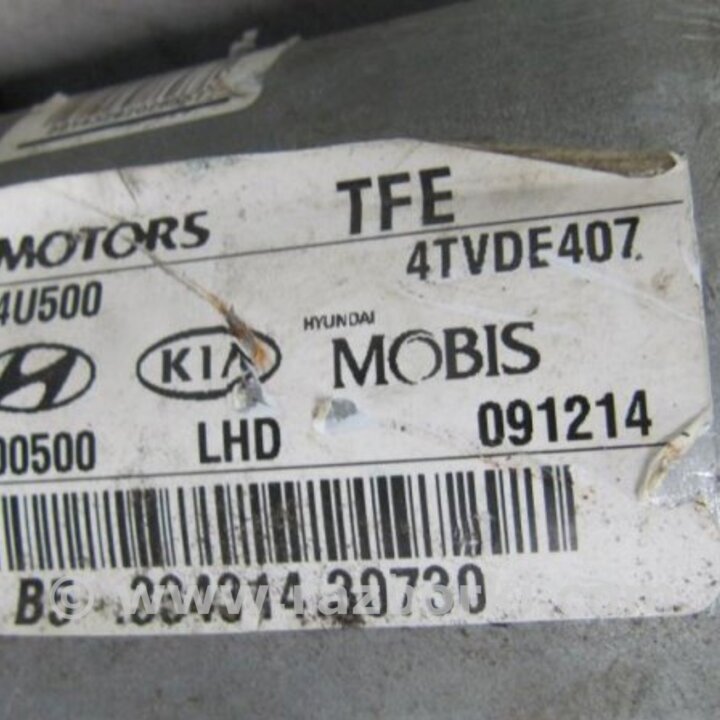 MOTORS TFE
4U500 4TVDE407
KIA HYUNDAI MOBIS
00500 LHD 091214